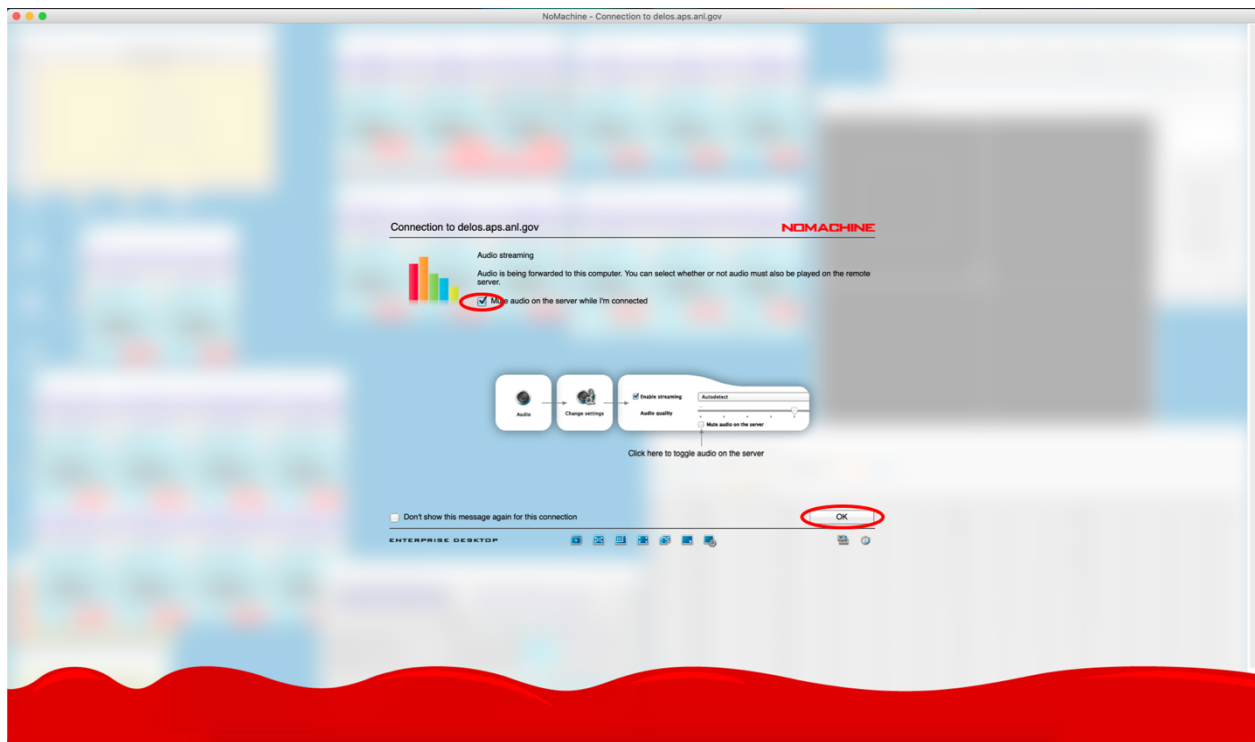 NoMachine - Connection to delos.aps.anl.gov
Connection to delos.aps.anl.gov
NOMACHINE
Audio streaming
Audio is being forwarded to this computer. You can select whether or not audio must also be played on the remote
server.
Mute audio on the server while I'm connected
Audio
Change settings
Enable streaming
Autodetect
Audio quality
Mute audio on the server
Click here to toggle audio on the server
Don't show this message again for this connection
OK
ENTERPRISE DESKTOP